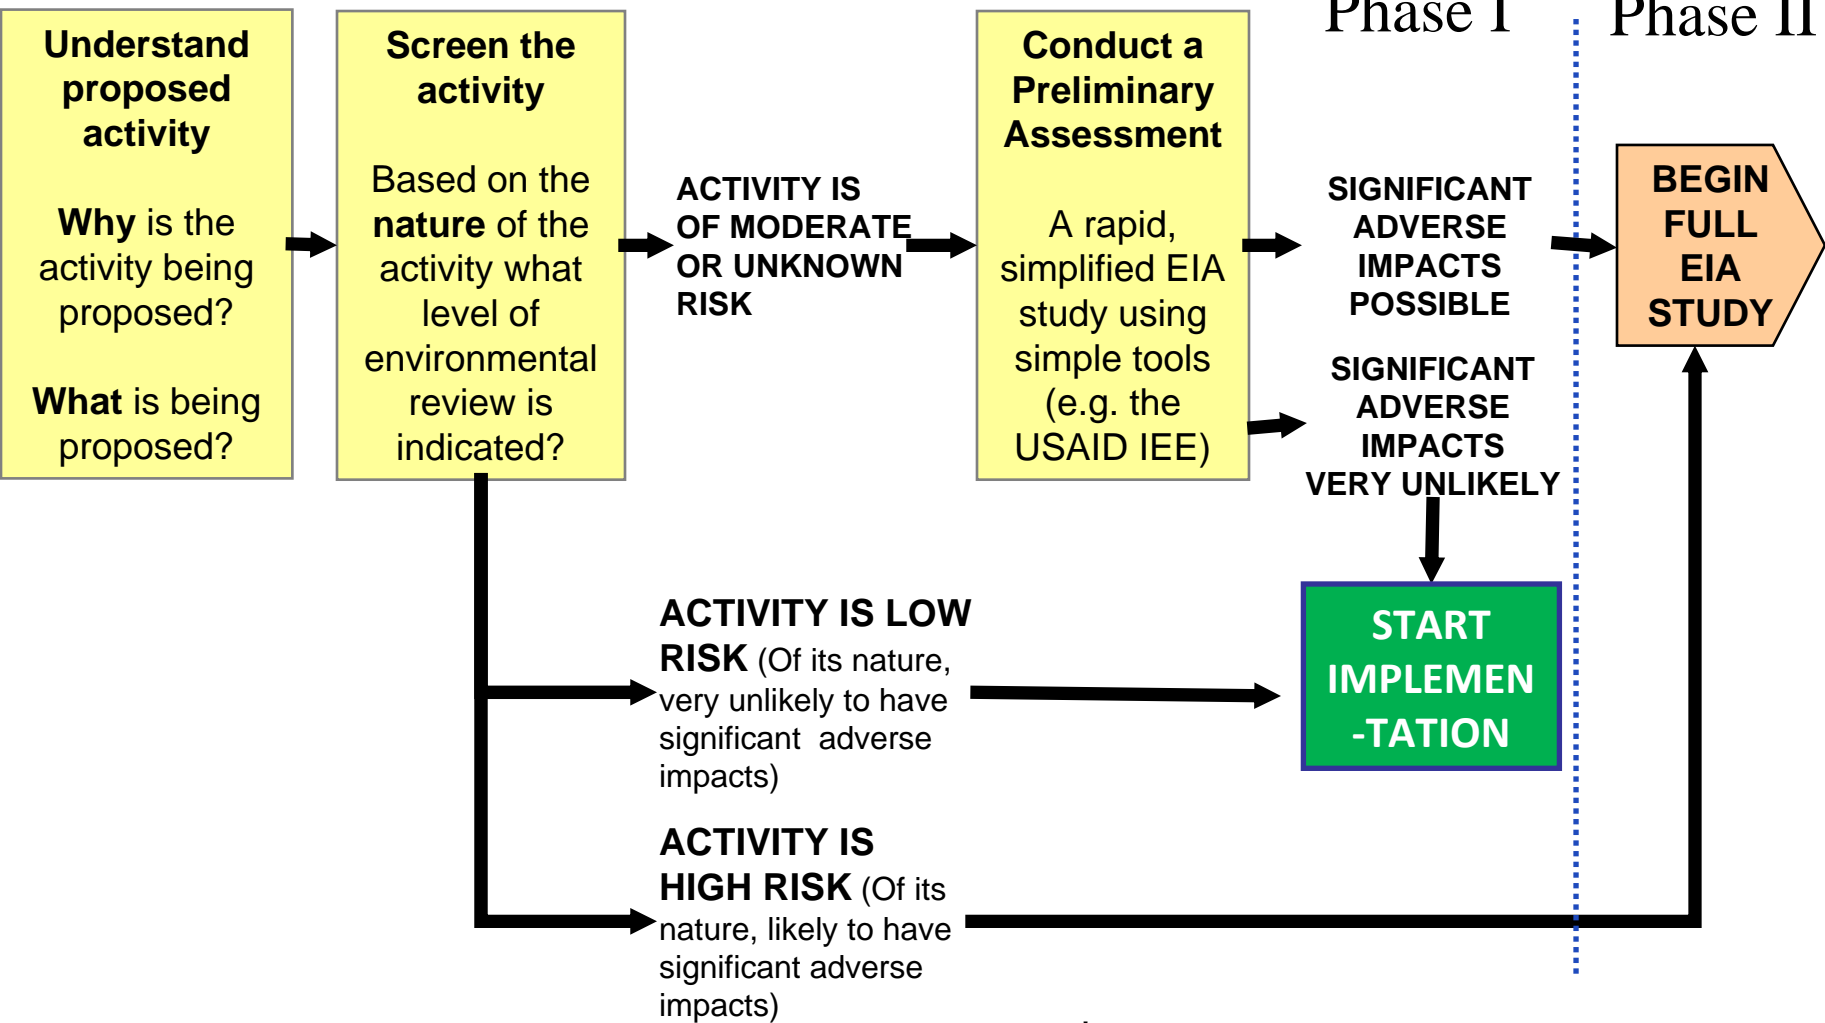 Phase I
Phase II
Understand
proposed
activity
Why is the
activity being
proposed?
What is being
proposed?
Screen the
activity
Based on the
nature of the
activity what
level of
environmental
review is
indicated?
ACTIVITY IS
OF MODERATE
OR UNKNOWN
RISK
Conduct a
Preliminary
Assessment
A rapid,
simplified EIA
study using
simple tools
(e.g. the
USAID IEE)
SIGNIFICANT
ADVERSE
IMPACTS
POSSIBLE
SIGNIFICANT
ADVERSE
IMPACTS
VERY UNLIKELY
BEGIN
FULL
EIA
STUDY
ACTIVITY IS LOW
RISK (Of its nature,
very unlikely to have
significant  adverse
impacts)
START
IMPLEMEN
-TATION
ACTIVITY IS
HIGH RISK (Of its
nature, likely to have
significant adverse
impacts)